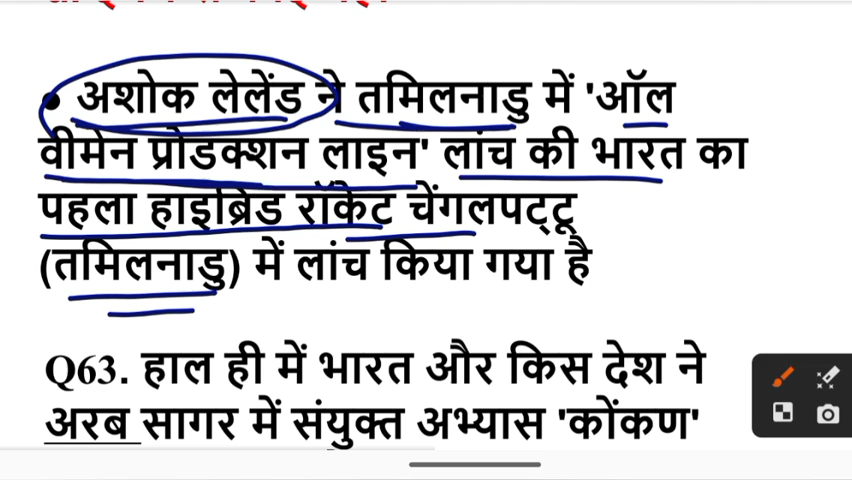 • अशोक लेलेंड ने तमिलनाडु में 'ऑल
वीमेन प्रोडक्शन लाइन' लांच की भारत का
पहला हाइब्रिड रॉकेट चेंगलपट्टू
(तमिलनाडु) में लांच किया गया है
Q63. हाल ही में भारत और किस देश ने
अरब सागर में संयुक्त अभ्यास 'कोंकण'